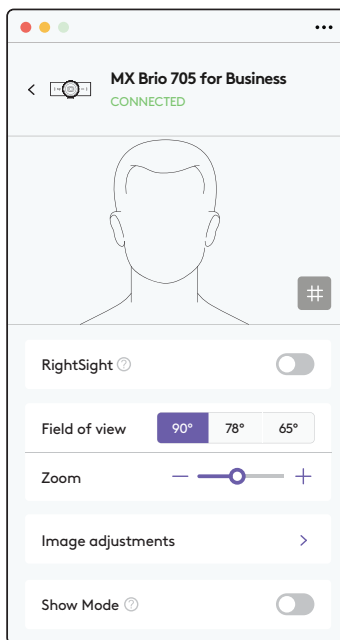 MX Brio 705 for Business
CONNECTED
RightSight
Field of view 90° 78° 65°
Zoom
Image adjustments
Show Mode